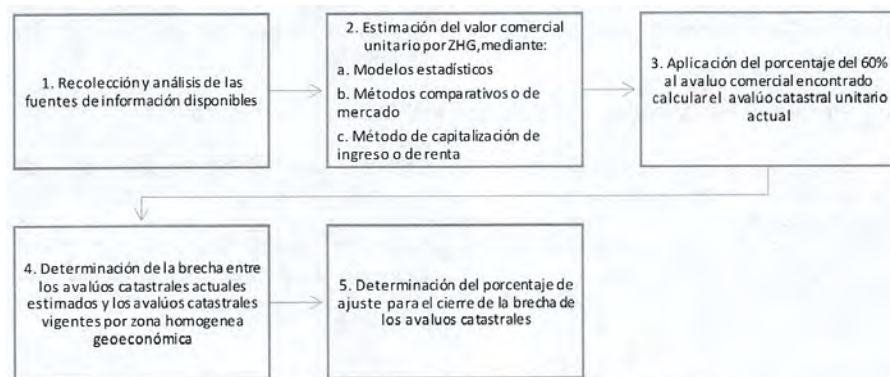 1. Recolección y análisis de las
fuentes de información disponibles
2. Estimación del valor comercial
unitario por ZHG, mediante:
a. Modelos estadísticos
b. Métodos comparativos o de
mercado
c. Método de capitalización de
ingreso o de renta
3. Aplicación del porcentaje del 60%
al avaluo comercial encontrado
calcular el avalúo catastral unitario
actual
4. Determinación de la brecha entre
los avalúos catastrales actuales
estimados y los avalúos catastrales
vigentes por zona homogenea
geoeconómica
5. Determinación del porcentaje de
ajuste para el cierre de la brecha de
los avaluos catastrales